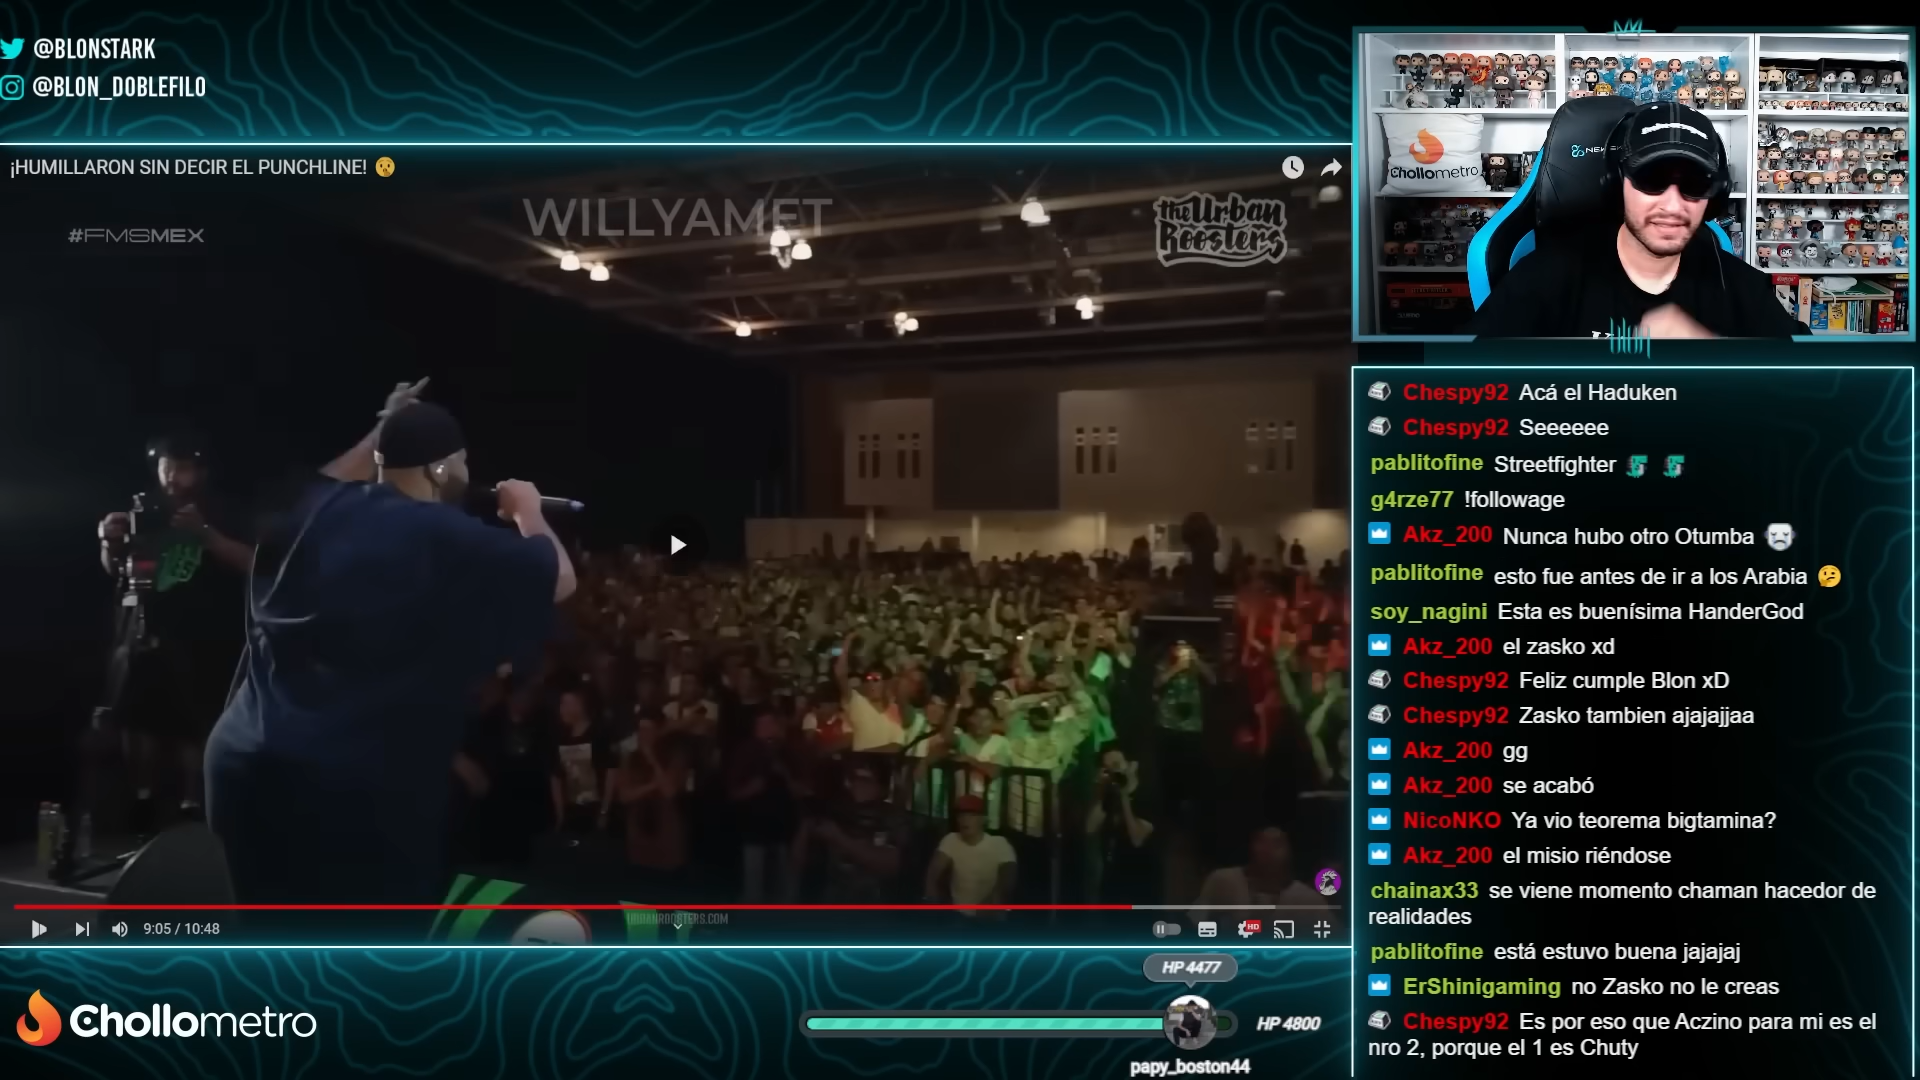 @BLONSTARK
@BLON_DOBLEFILO
¡HUMILLARON SIN DECIR EL PUNCHLINE! 🤫
#FMSMEX
WILLYAMET
the Urban
Roosters
URBANROOSTERS.COM
9:05 / 10:48
HD
Chollometro
HP 4477
HP 4800
papy_boston44
Chollometro
Chespy92 Acá el Haduken
Chespy92 Seeeeee
pablitofine Streetfighter
g4rze77 !followage
Akz_200 Nunca hubo otro Otumba
pablitofine esto fue antes de ir a los Arabia 🤔
soy_nagini Esta es buenísima HanderGod
Akz_200 el zasko xd
Chespy92 Feliz cumple Blon xD
Chespy92 Zasko tambien ajajajjaa
Akz_200 gg
Akz_200 se acabó
NicoNKO Ya vio teorema bigtamina?
Akz_200 el misio riéndose
chainax33 se viene momento chaman hacedor de
realidades
pablitofine está estuvo buena jajajaj
ErShinigaming no Zasko no le creas
Chespy92 Es por eso que Aczino para mi es el
nro 2, porque el 1 es Chuty